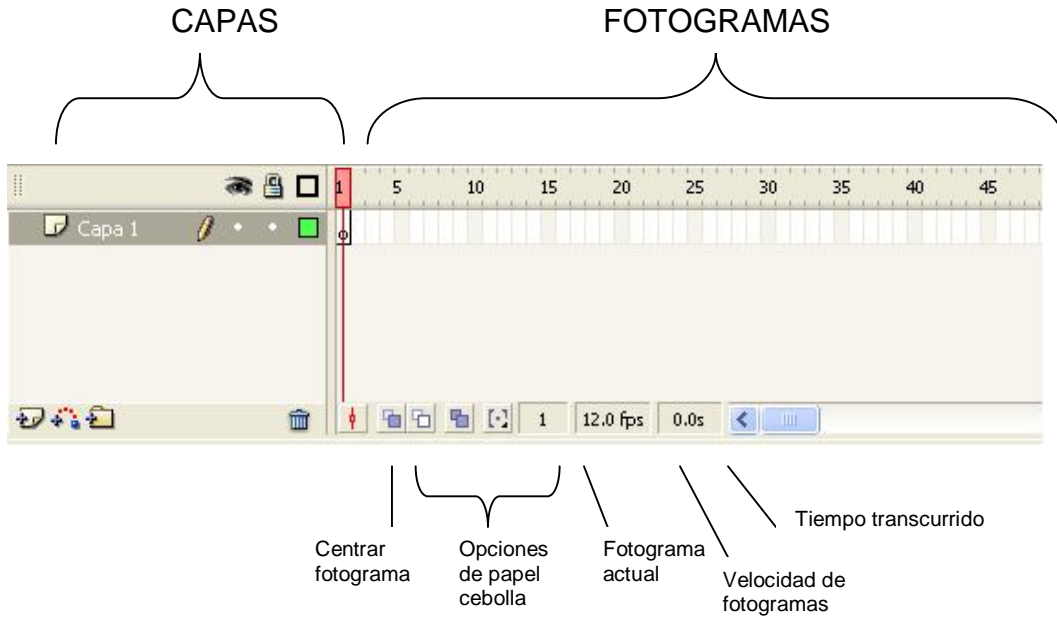 CAPAS
FOTOGRAMAS
1 5 10 15 20 25 30 35 40 45
Capa 1
1 12.0 fps 0.0s
Tiempo transcurrido
Centrar
fotograma
Opciones
de papel
cebolla
Fotograma
actual
Velocidad de
fotogramas